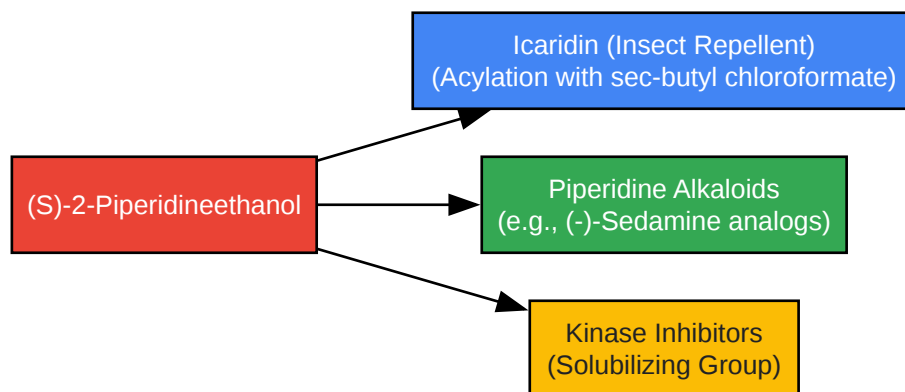 Icaridin (Insect Repellent)
(Acylation with sec-butyl chloroformate)
(S)-2-Piperidineethanol
Piperidine Alkaloids
(e.g., (-)-Sedamine analogs)
Kinase Inhibitors
(Solubilizing Group)